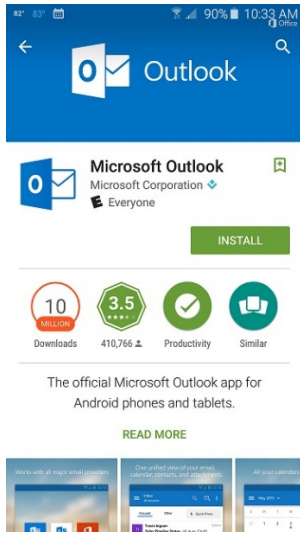 82° 83° 90% 10:33 AM
Office
Outlook
Microsoft Outlook
Microsoft Corporation
Everyone
INSTALL
10
MILLION
3.5
Downloads
410,766
Productivity
Similar
The official Microsoft Outlook app for
Android phones and tablets.
READ MORE
Works with all major email providers
One unified view of your email,
calendar, contacts, and attachments
All your calendars